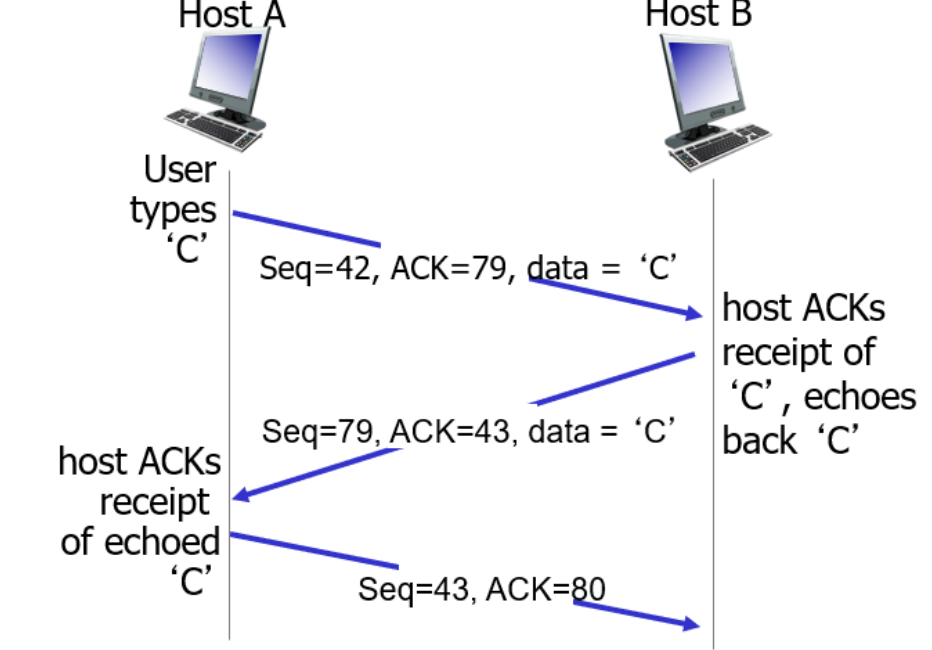 Host A
Host B
User
types
‘C’
Seq=42, ACK=79, data = ‘C’
host ACKs
receipt of
‘C’, echoes
back ‘C’
Seq=79, ACK=43, data = ‘C’
host ACKs
receipt
of echoed
‘C’
Seq=43, ACK=80